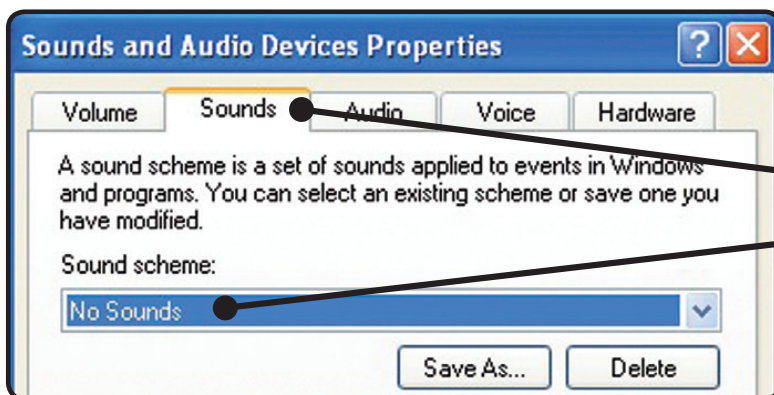 Sounds and Audio Devices Properties
Volume Sounds Audio Voice Hardware
A sound scheme is a set of sounds applied to events in Windows
and programs. You can select an existing scheme or save one you
have modified.
Sound scheme:
No Sounds
Save As... Delete